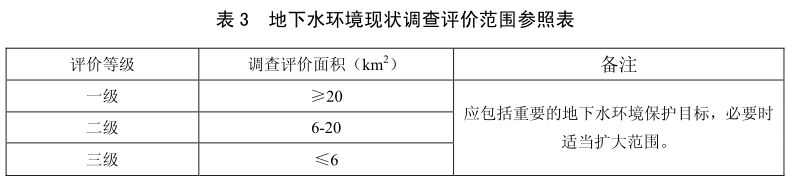 表 3 地下水环境现状调查评价范围参照表
评价等级 调查评价面积（km²） 备注
一级 ≥20
二级 6-20
三级 ≤6
应包括重要的地下水环境保护目标，必要时
适当扩大范围。